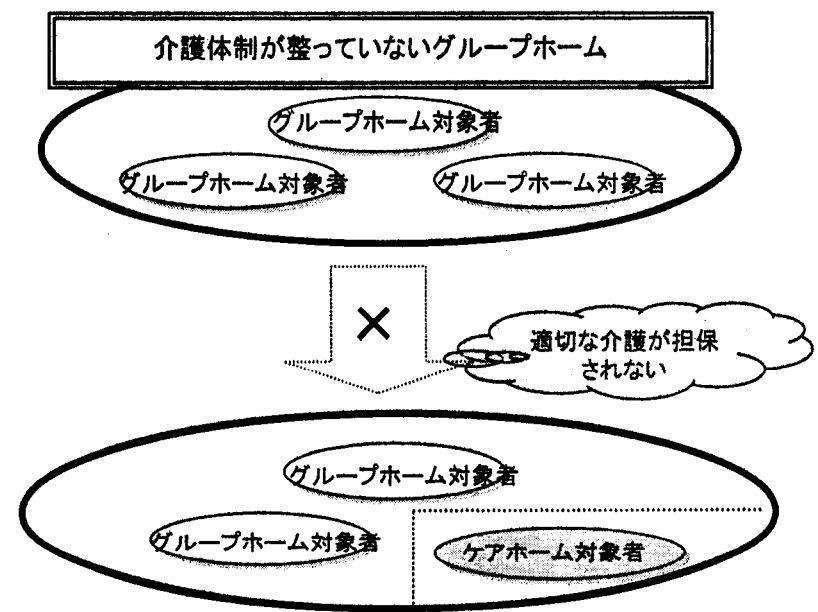 介護体制が整っていないグループホーム
グループホーム対象者
グループホーム対象者
グループホーム対象者
×
適切な介護が担保
されない
グループホーム対象者
グループホーム対象者
ケアホーム対象者